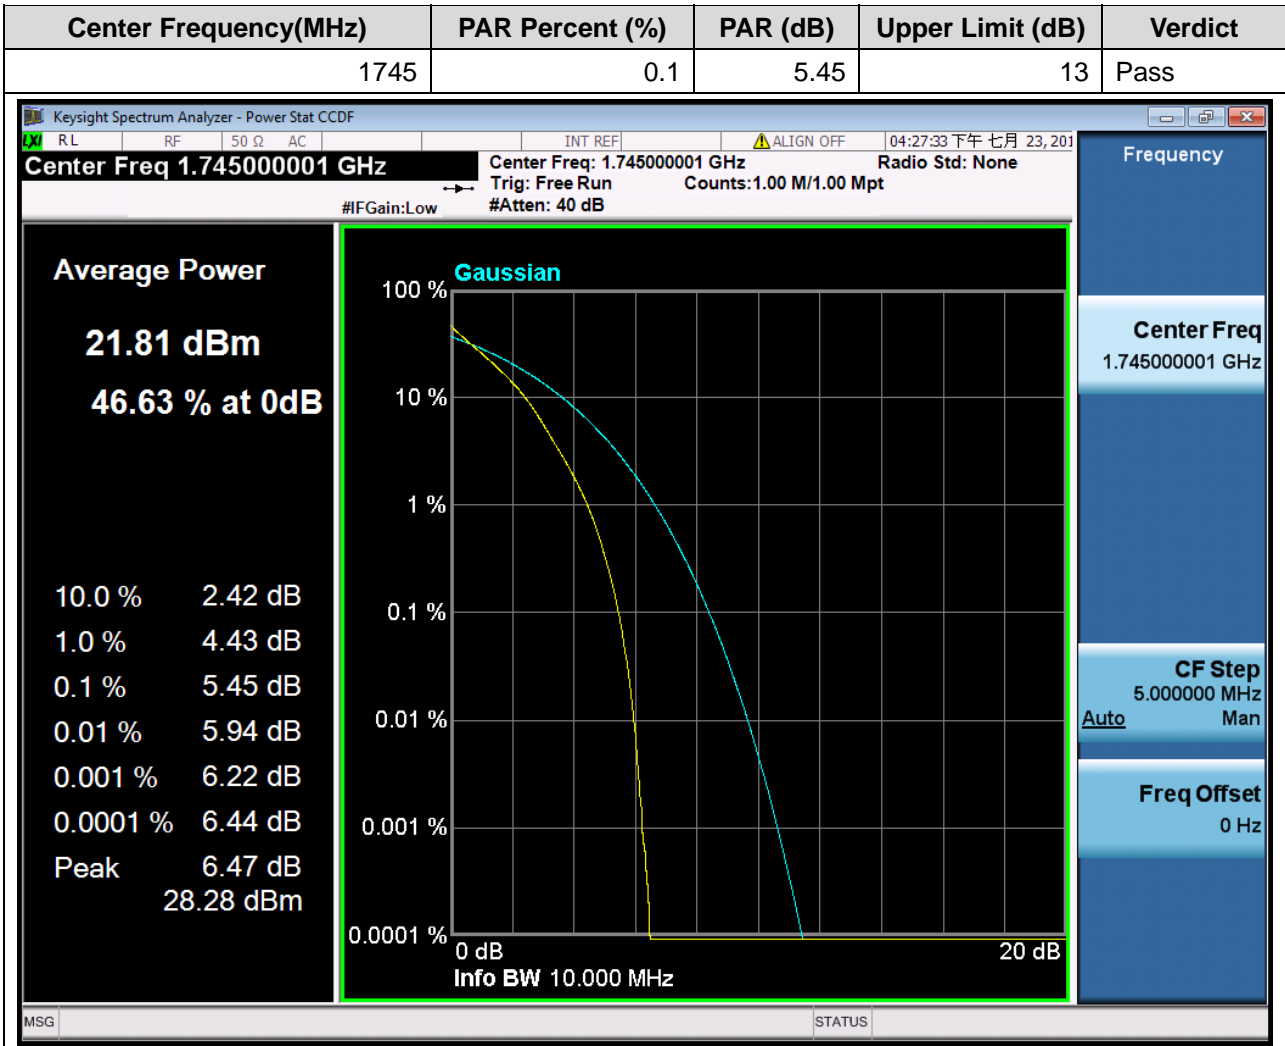 Center Frequency(MHz) PAR Percent (%) PAR (dB) Upper Limit (dB) Verdict
1745 0.1 5.45 13 Pass
Keysight Spectrum Analyzer - Power Stat CCDF
LXI RL RF 50 Ω AC INT REF ALIGN OFF 04:27:33 下午 七月 23, 201
Center Freq 1.745000001 GHz
Center Freq: 1.745000001 GHz Radio Std: None
Trig: Free Run Counts:1.00 M/1.00 Mpt
#IFGain:Low #Atten: 40 dB
Average Power
21.81 dBm
46.63 % at 0dB
10.0 % 2.42 dB
1.0 % 4.43 dB
0.1 % 5.45 dB
0.01 % 5.94 dB
0.001 % 6.22 dB
0.0001 % 6.44 dB
Peak 6.47 dB
28.28 dBm
Gaussian
100 %
10 %
1 %
0.1 %
0.01 %
0.001 %
0.0001 %
0 dB 20 dB
Info BW 10.000 MHz
Frequency
Center Freq
1.745000001 GHz
CF Step
5.000000 MHz
Auto Man
Freq Offset
0 Hz
MSG STATUS